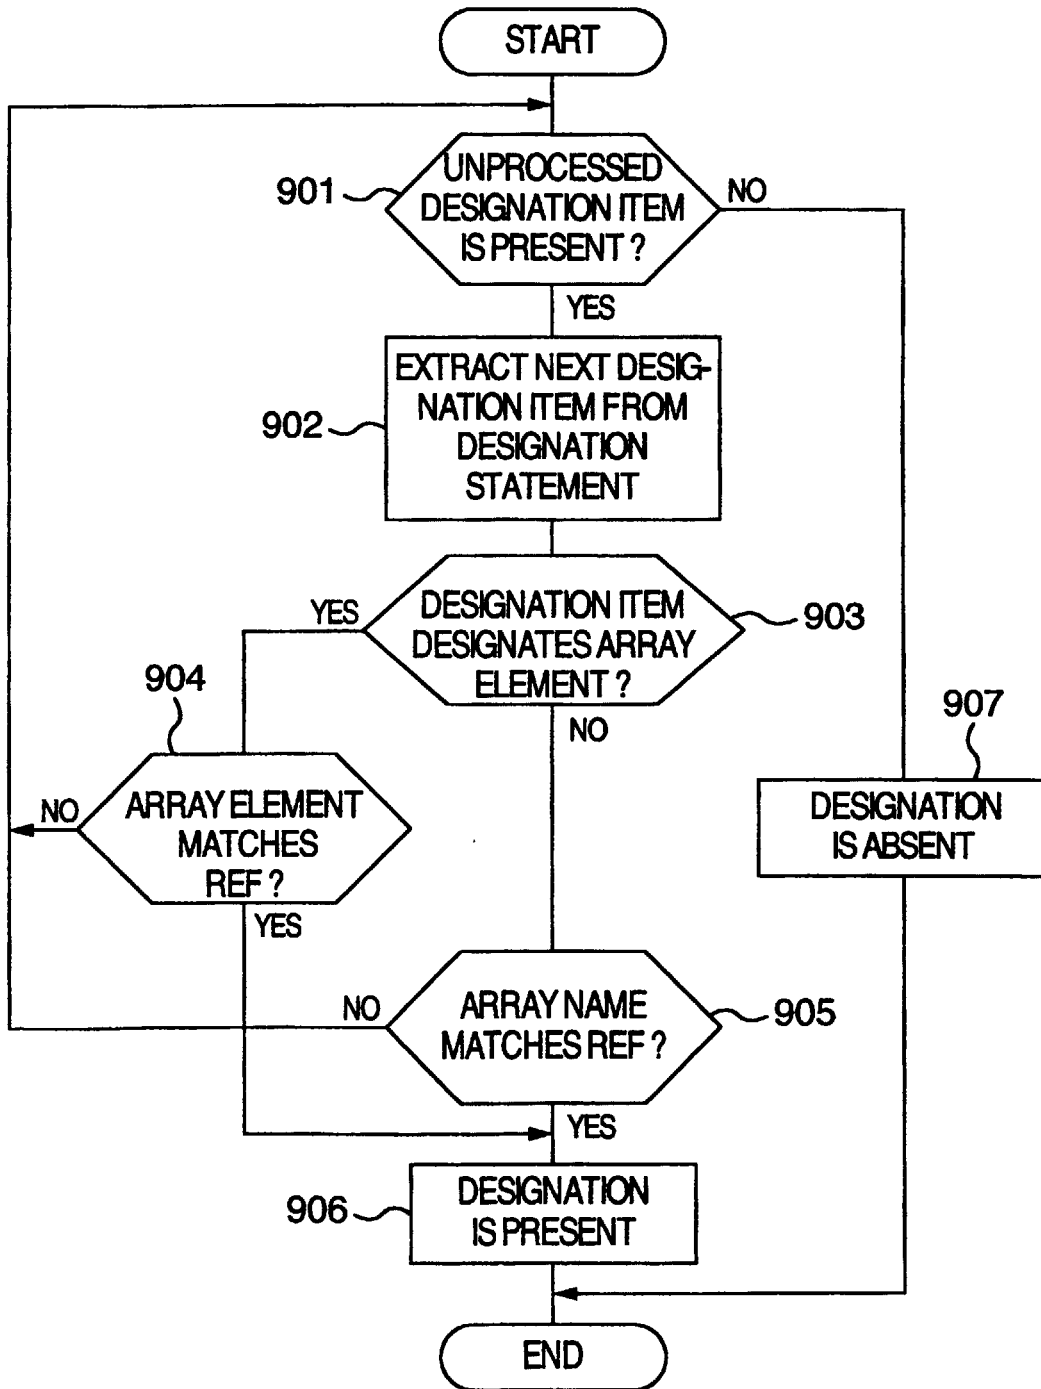 START
UNPROCESSED
DESIGNATION ITEM
IS PRESENT ?
901
NO
YES
EXTRACT NEXT DESIG-
NATION ITEM FROM
DESIGNATION
STATEMENT
902
YES
DESIGNATION ITEM
DESIGNATES ARRAY
ELEMENT ?
903
NO
904
NO
ARRAY ELEMENT
MATCHES
REF ?
YES
907
DESIGNATION
IS ABSENT
NO
ARRAY NAME
MATCHES REF ?
905
YES
906
DESIGNATION
IS PRESENT
END